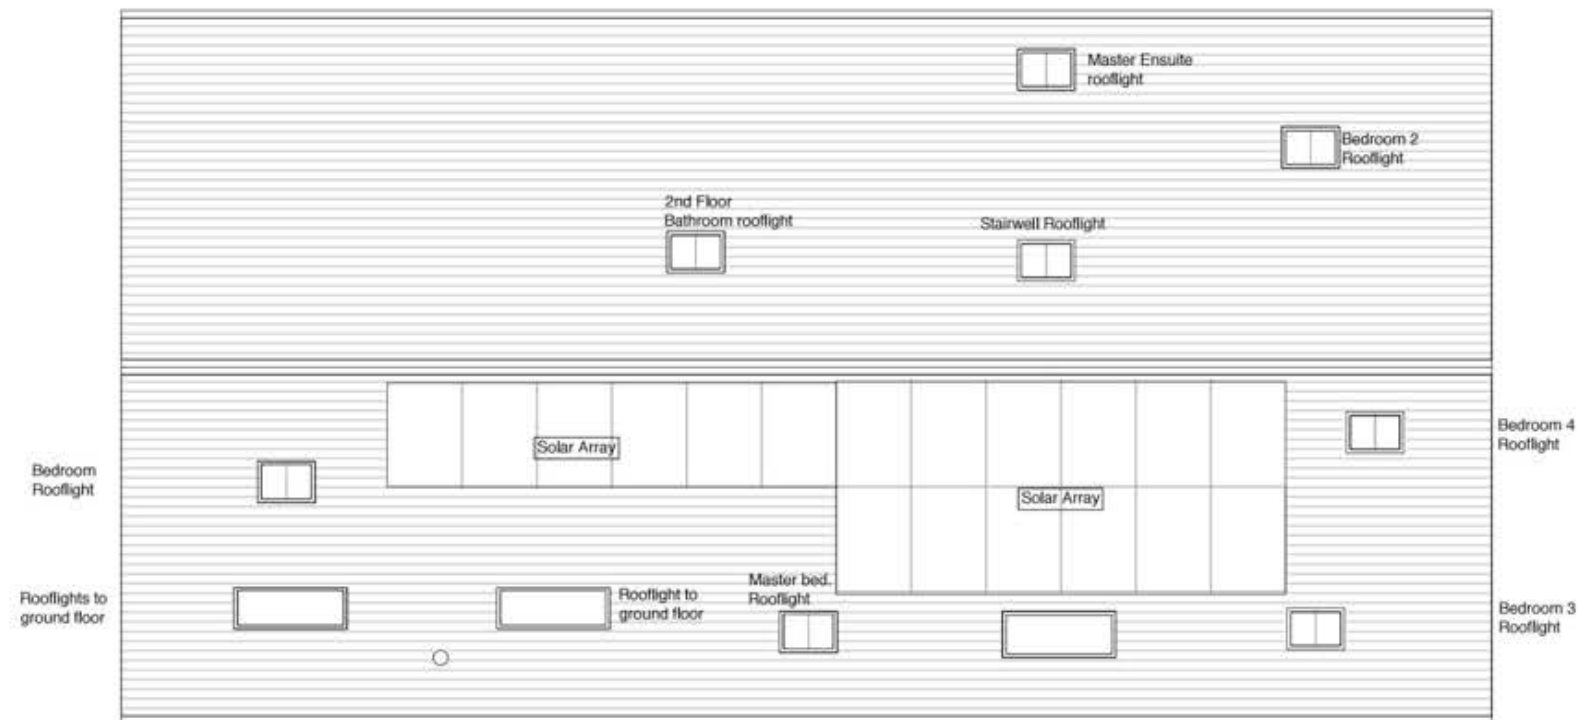 Master Ensuite
rooflight
Bedroom 2
Rooflight
2nd Floor
Bathroom rooflight
Stairwell Rooflight
Solar Array
Bedroom 4
Rooflight
Bedroom
Rooflight
Solar Array
Master bed.
Rooflight
Rooflights to
ground floor
Rooflight to
ground floor
Bedroom 3
Rooflight